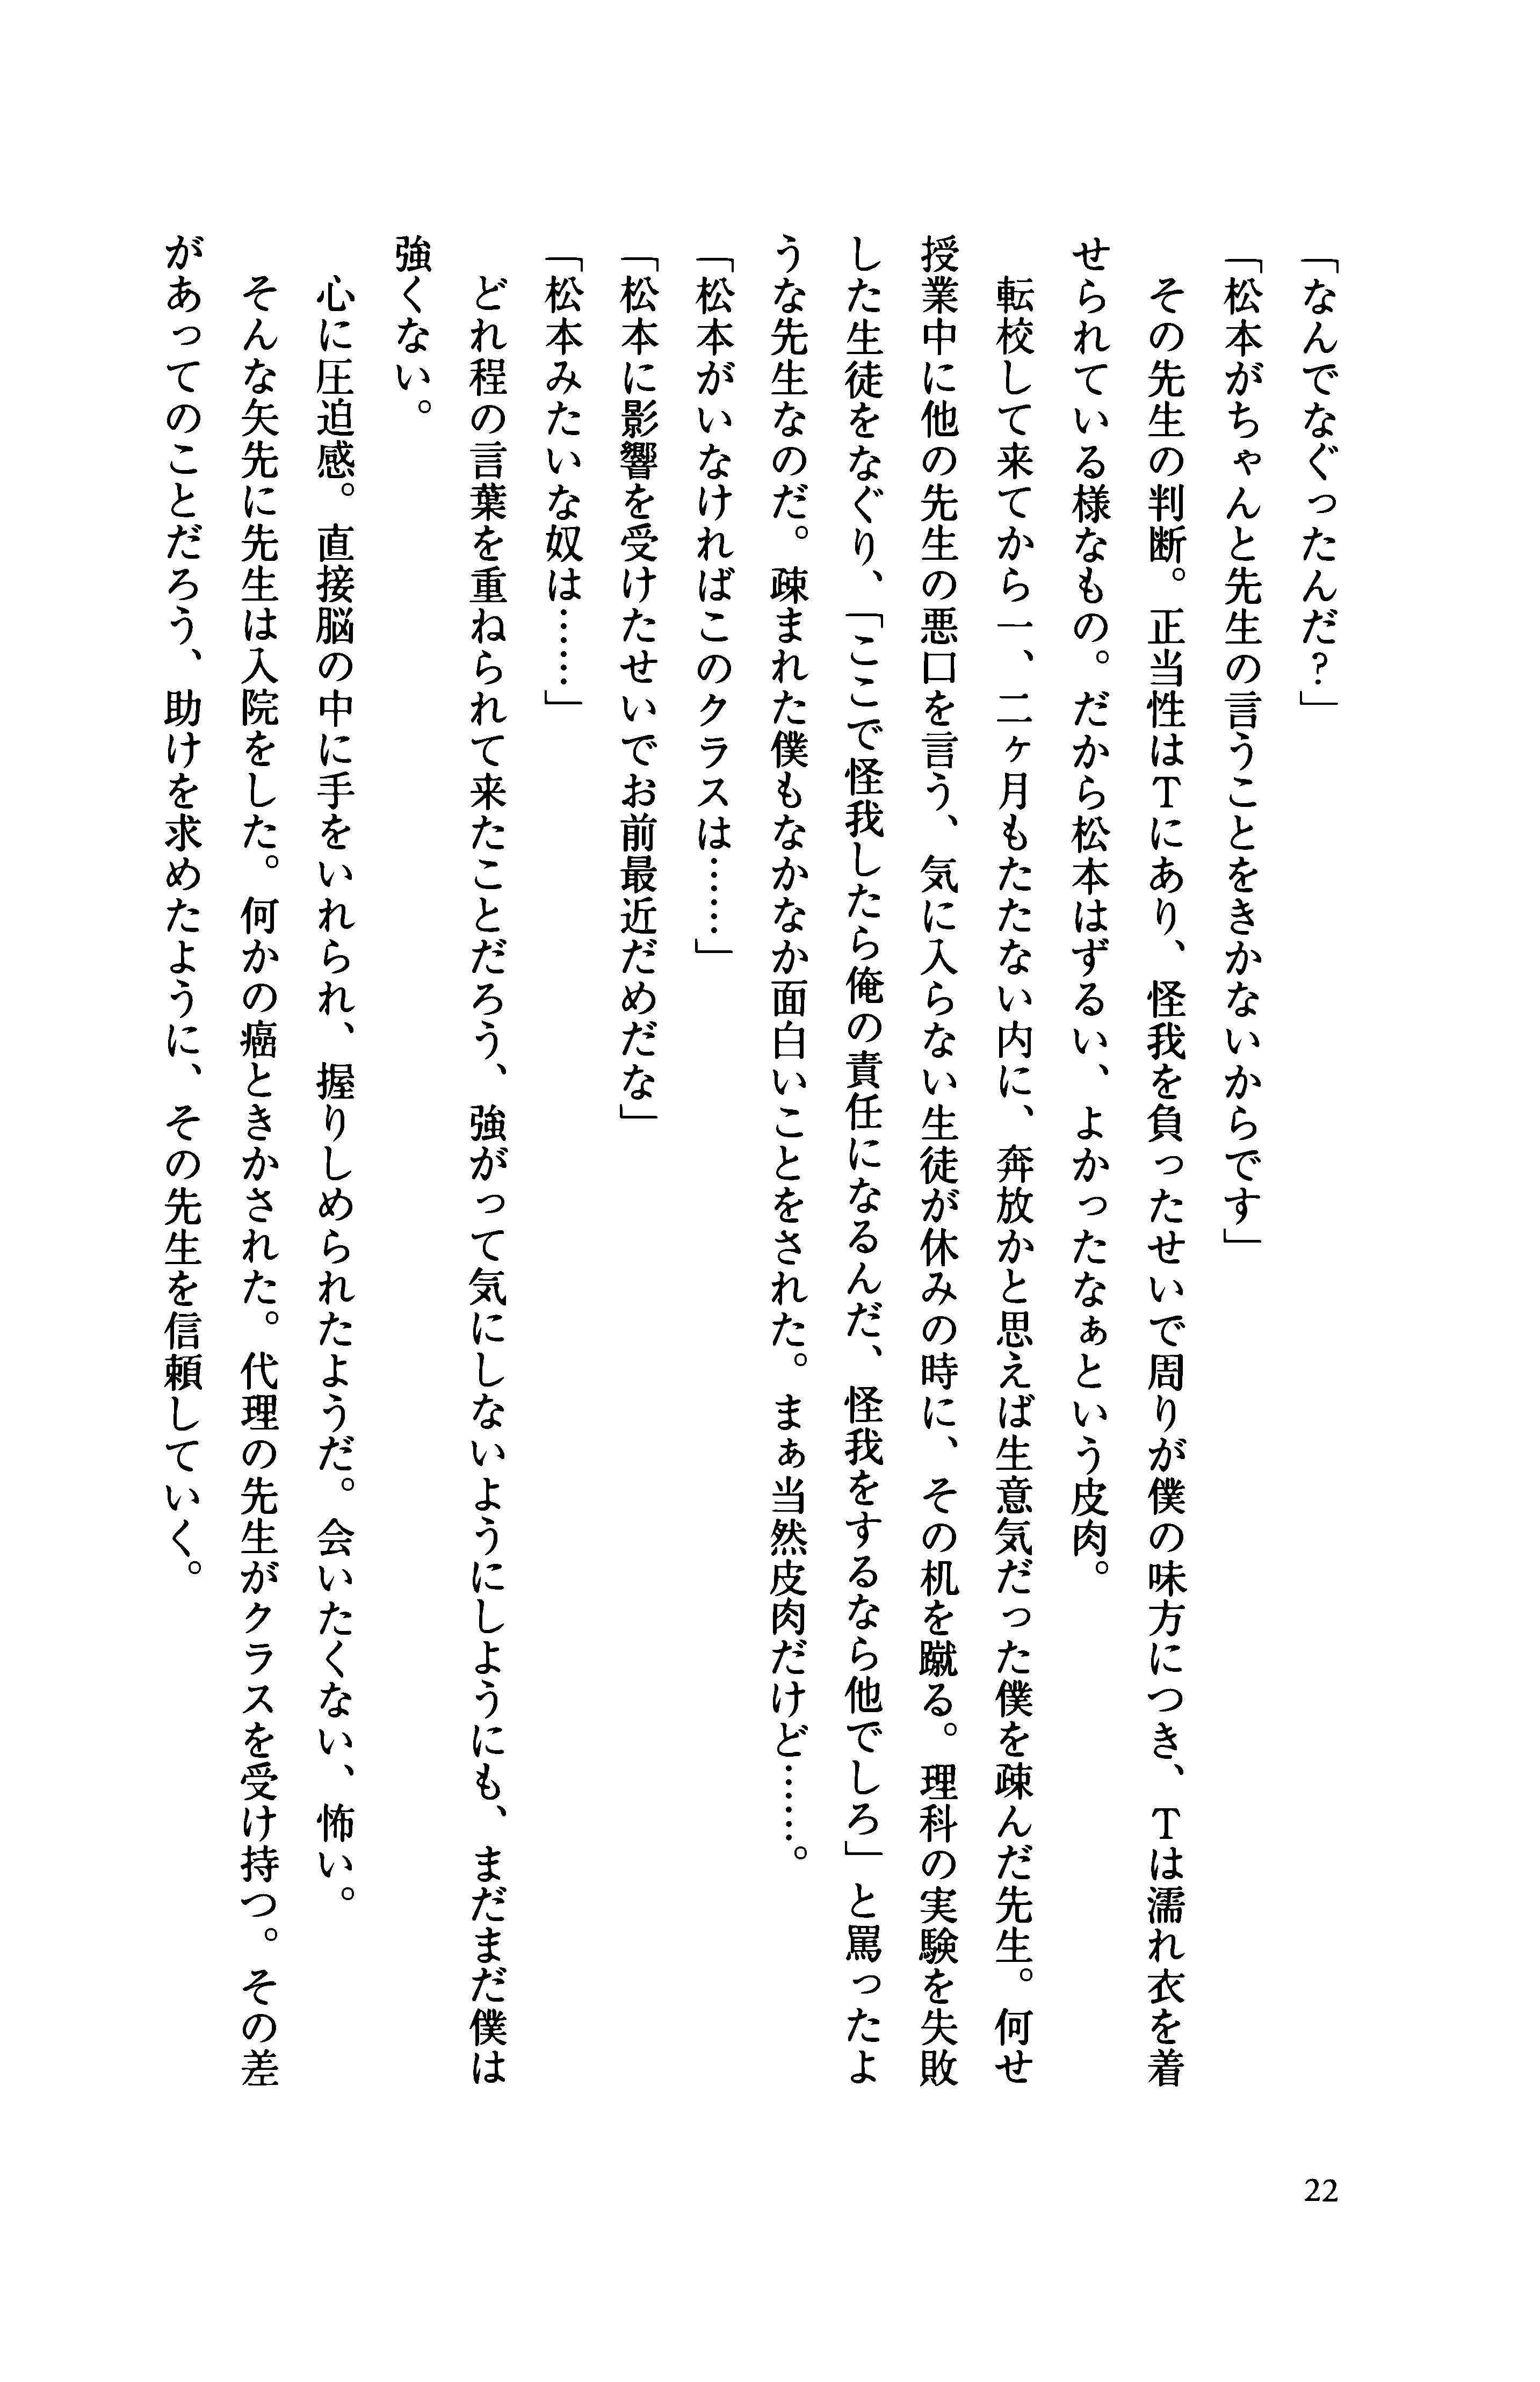 「なんでなぐったんだ？」
「松本がちゃんと先生の言うことをきかないからです」
　その先生の判断。正当性はＴにあり、怪我を負ったせいで周りが僕の味方につき、Ｔは濡れ衣を着
せられている様なもの。だから松本はずるい、よかったなぁという皮肉。
　転校して来てから一、二ヶ月もたたない内に、奔放かと思えば生意気だった僕を疎んだ先生。何せ
授業中に他の先生の悪口を言う、気に入らない生徒が休みの時に、その机を蹴る。理科の実験を失敗
した生徒をなぐり、「ここで怪我したら俺の責任になるんだ、怪我をするなら他でしろ」と罵ったよ
うな先生なのだ。疎まれた僕もなかなか面白いことをされた。まぁ当然皮肉だけど……。
「松本がいなければこのクラスは……」
「松本に影響を受けたせいでお前最近だめだな」
「松本みたいな奴は……」
　どれ程の言葉を重ねられて来たことだろう、強がって気にしないようにしようにも、まだまだ僕は
強くない。
　心に圧迫感。直接脳の中に手をいれられ、握りしめられたようだ。会いたくない、怖い。
　そんな矢先に先生は入院をした。何かの癌ときかされた。代理の先生がクラスを受け持つ。その差
があってのことだろう、助けを求めたように、その先生を信頼していく。
22